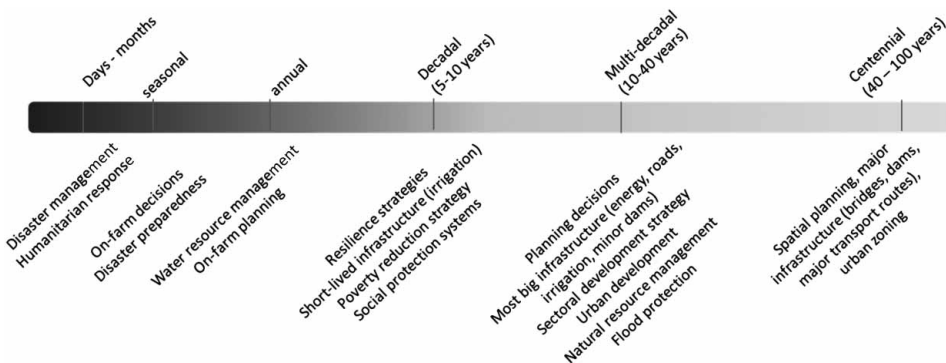 Days - months
seasonal
annual
Decadal
(5-10 years)
Multi-decadal
(10-40 years)
Centennial
(40 – 100 years)
Disaster management
Humanitarian response
On-farm decisions
Disaster preparedness
Water resource management
On-farm planning
Resilience strategies
Short-lived infrastructure (irrigation)
Poverty reduction strategy
Social protection systems
Planning decisions
Most big infrastructure (energy, roads,
irrigation, minor dams)
Sectoral development strategy
Urban development
Natural resource management
Flood protection
Spatial planning, major
infrastructure (bridges, dams,
major transport routes),
urban zoning